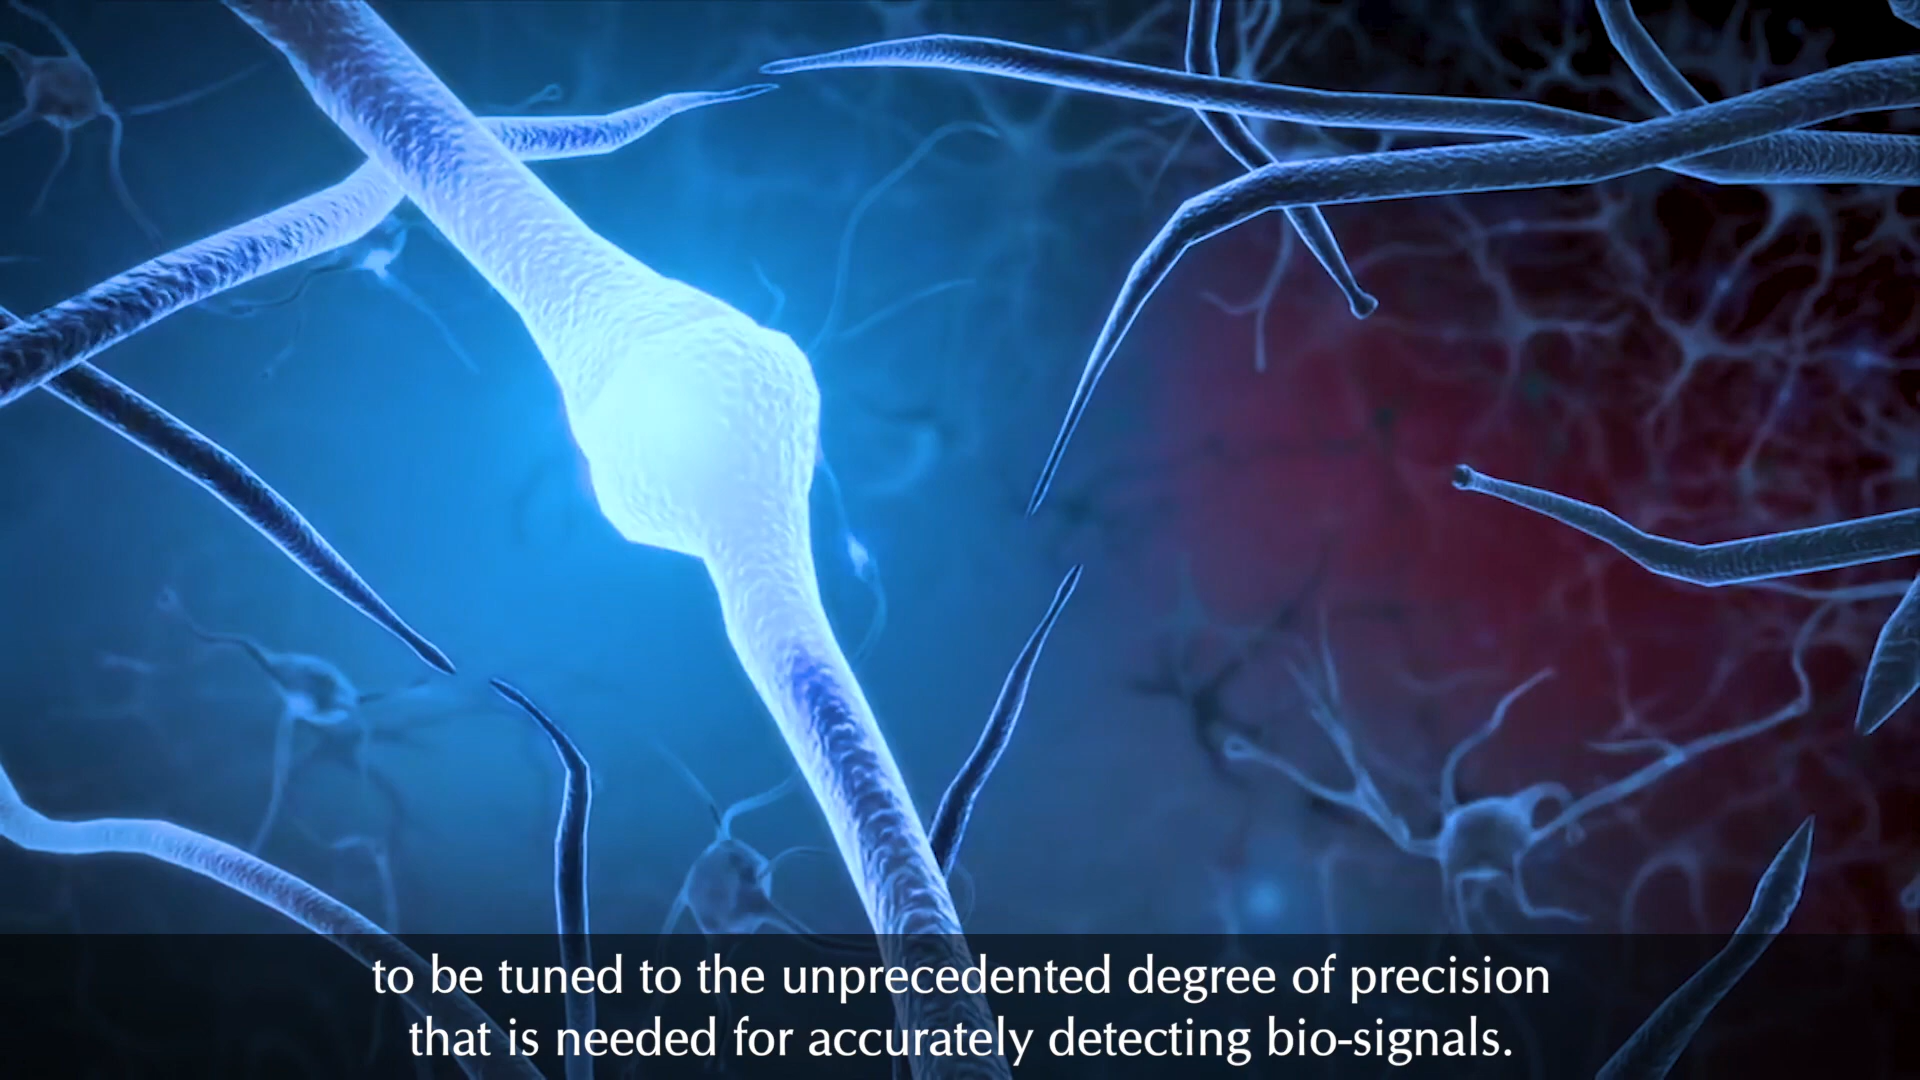 to be tuned to the unprecedented degree of precision
that is needed for accurately detecting bio-signals.